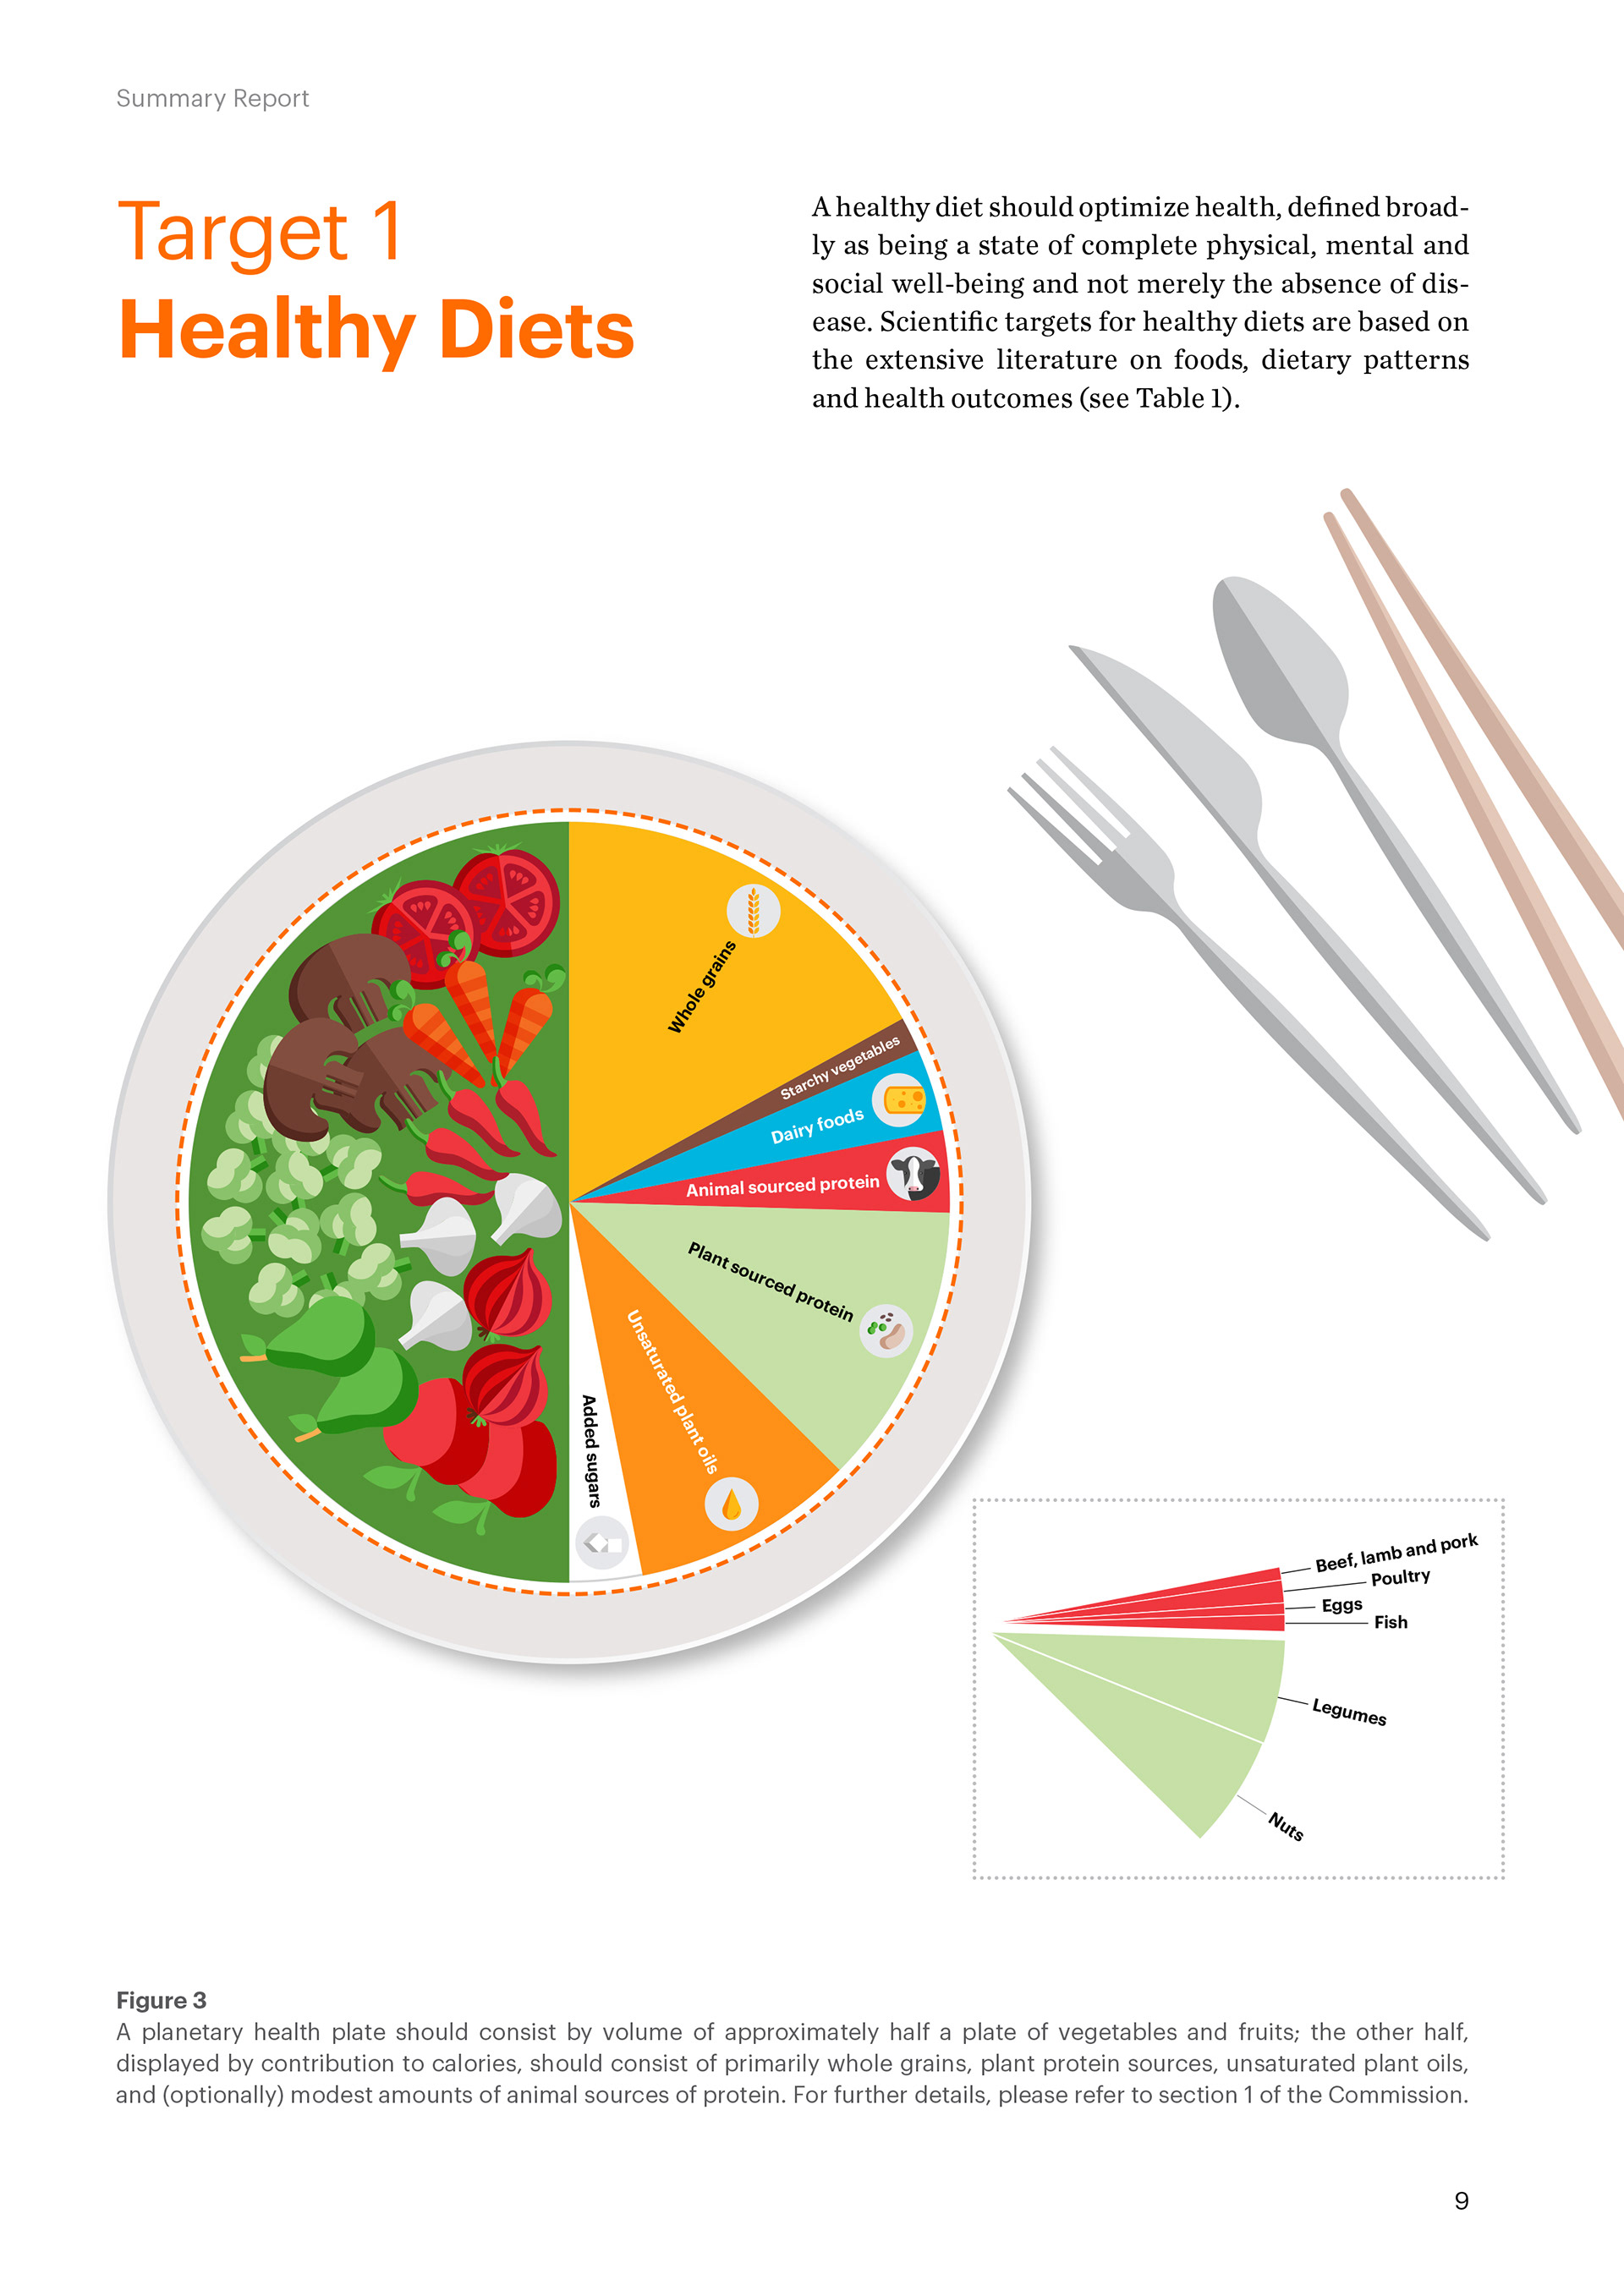 Summary Report
Target 1
Healthy Diets
A healthy diet should optimize health, defined broad-
ly as being a state of complete physical, mental and
social well-being and not merely the absence of dis-
ease. Scientific targets for healthy diets are based on
the extensive literature on foods, dietary patterns
and health outcomes (see Table 1).
Whole grains
Starchy vegetables
Dairy foods
Animal sourced protein
Plant sourced protein
Unsaturated plant oils
Added sugars
Beef, lamb and pork
Poultry
Eggs
Fish
Legumes
Nuts
Figure 3
A planetary health plate should consist by volume of approximately half a plate of vegetables and fruits; the other half,
displayed by contribution to calories, should consist of primarily whole grains, plant protein sources, unsaturated plant oils,
and (optionally) modest amounts of animal sources of protein. For further details, please refer to section 1 of the Commission.
9